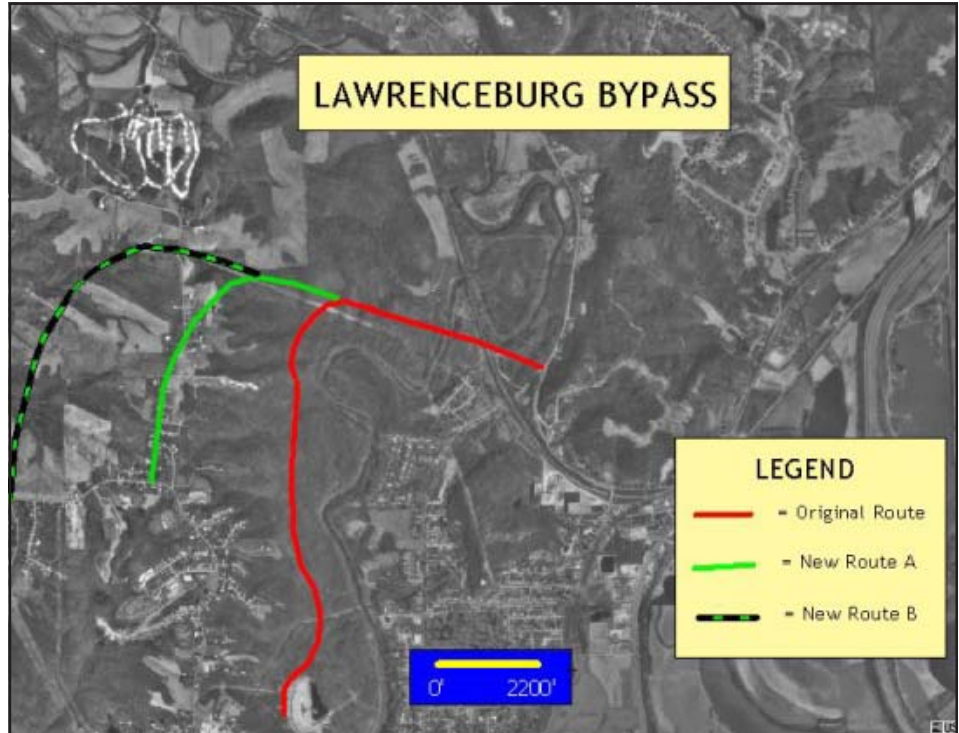 LAWRENCEBURG BYPASS
LEGEND
= Original Route
= New Route A
= New Route B
0' 2200'